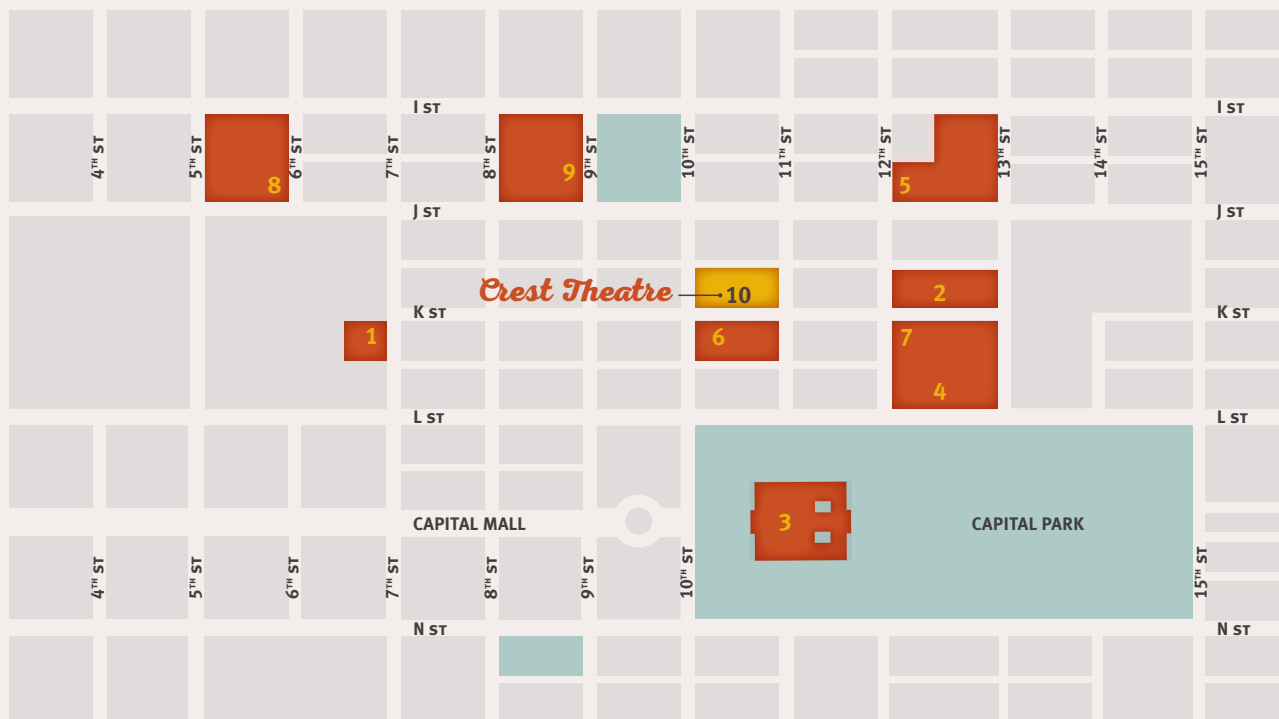 I ST
I ST
4TH ST
5TH ST
6TH ST
7TH ST
8TH ST
9TH ST
10TH ST
11TH ST
12TH ST
13TH ST
14TH ST
15TH ST
8
9
5
J ST
J ST
Crest Theatre
10
2
K ST
K ST
1
6
7
4
L ST
L ST
3
CAPITAL MALL
CAPITAL PARK
4TH ST
5TH ST
6TH ST
7TH ST
8TH ST
9TH ST
10TH ST
15TH ST
N ST
N ST